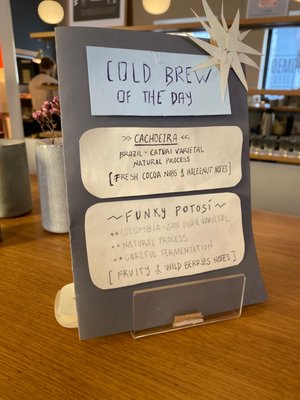 COLD BREW
OF THE DAY
>> CACHOEIRA <<
BRAZIL - CATUAI VARIETAL
NATURAL PROCESS
[FRESH COCOA NIBS & HAZELNUT NOTES]
~ FUNKY POTOSÍ ~
**COLOMBIA - SAN JUAN VARIETAL
**NATURAL PROCESS
**CAREFUL FERMENTATION
[FRUITY & WILD BERRIES NOTES]